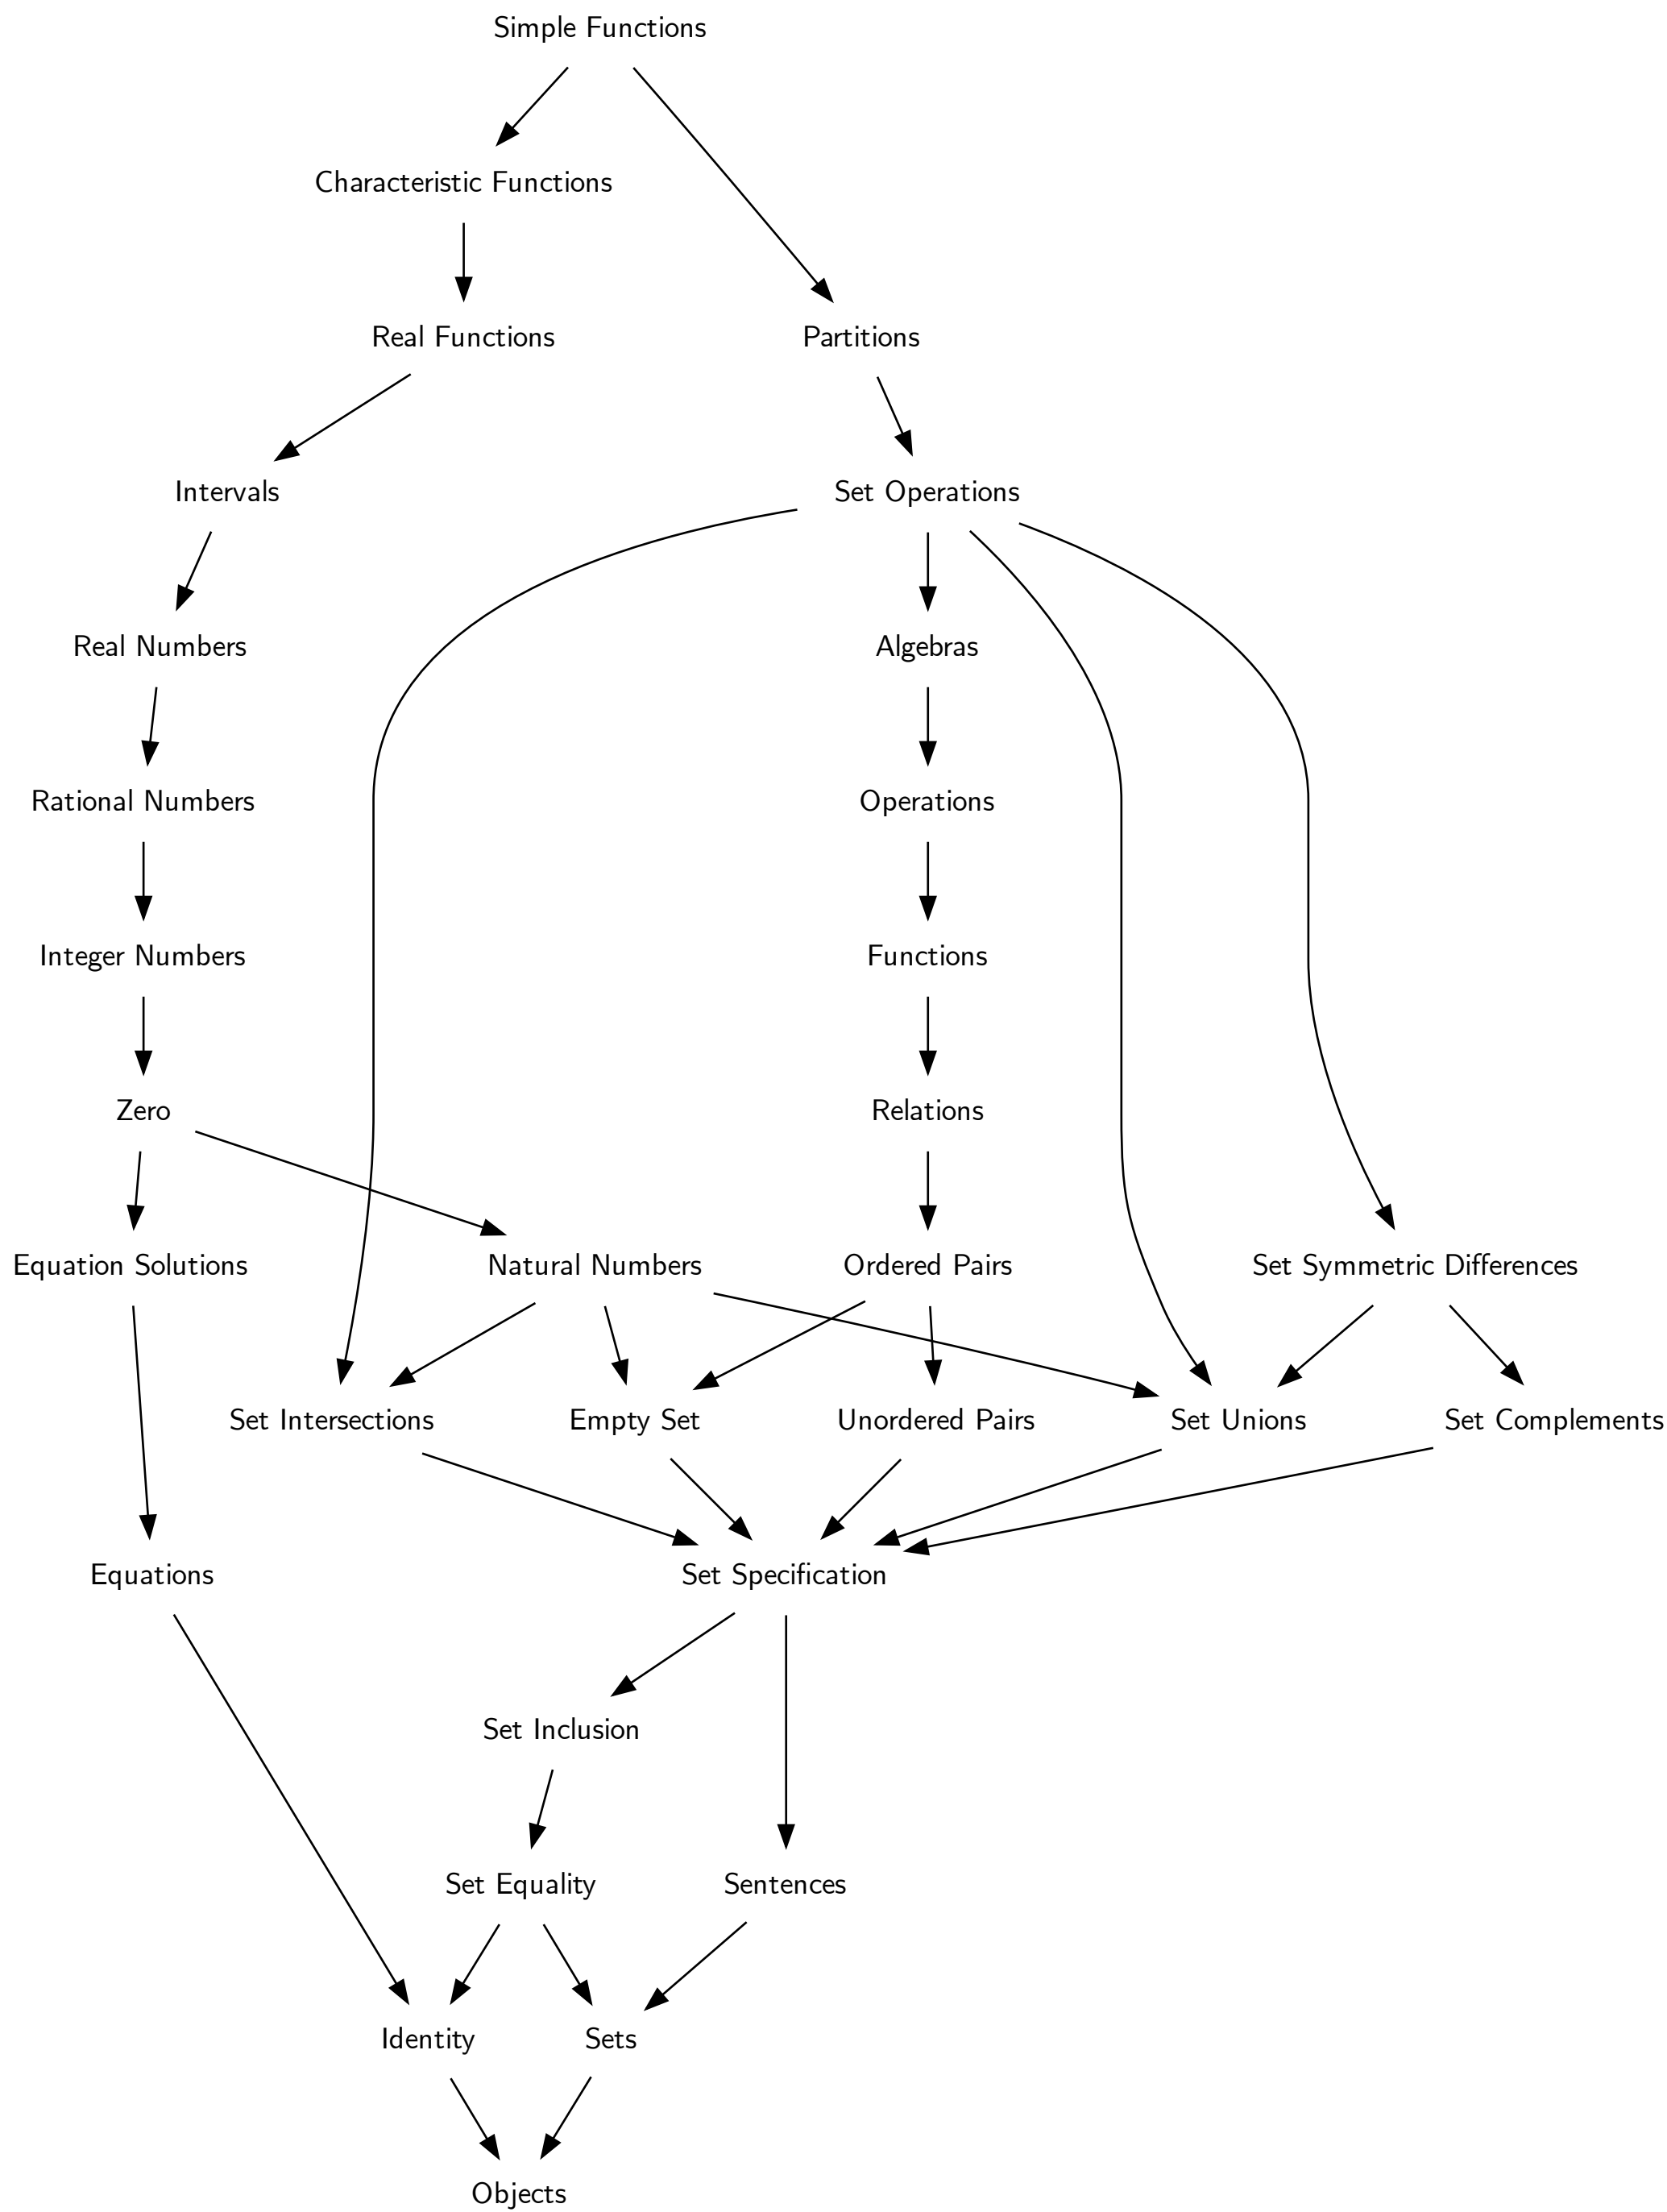 Simple Functions
Characteristic Functions
Real Functions
Partitions
Intervals
Set Operations
Real Numbers
Algebras
Rational Numbers
Operations
Integer Numbers
Functions
Zero
Relations
Equation Solutions
Natural Numbers
Ordered Pairs
Set Symmetric Differences
Set Intersections
Empty Set
Unordered Pairs
Set Unions
Set Complements
Equations
Set Specification
Set Inclusion
Set Equality
Sentences
Identity
Sets
Objects